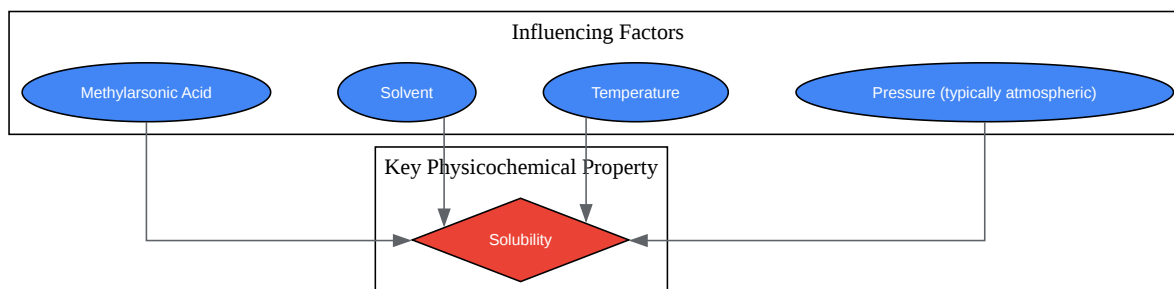 Influencing Factors
Methylarsonic Acid
Solvent
Temperature
Pressure (typically atmospheric)
Key Physicochemical Property
Solubility